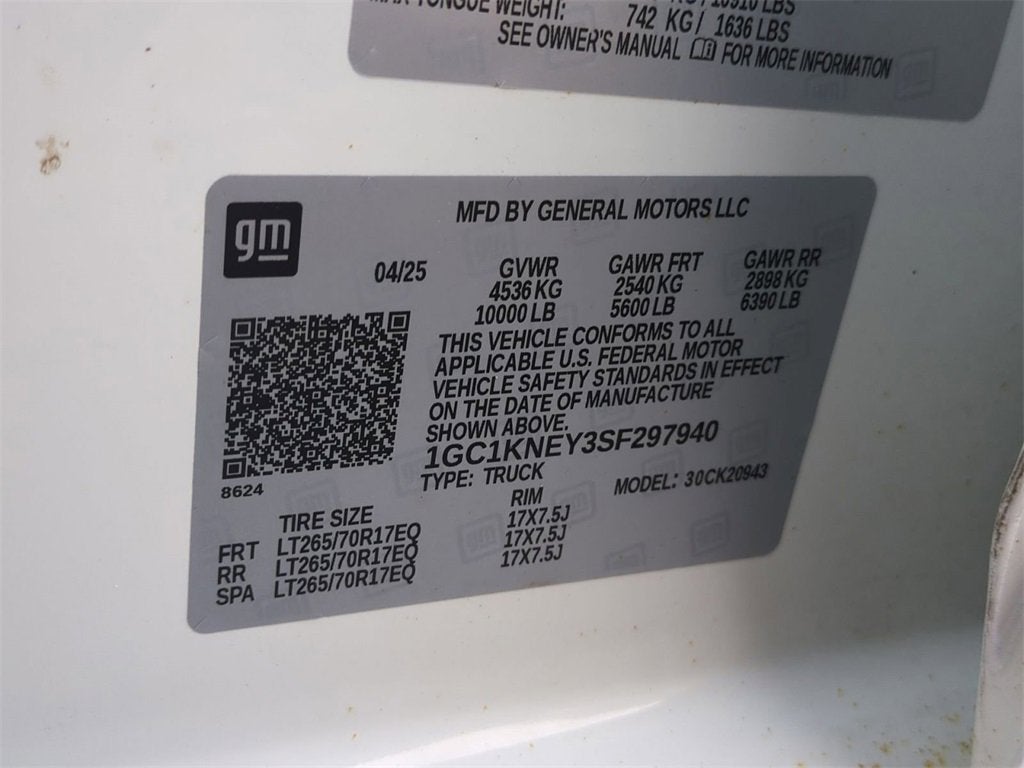 MAX TONGUE WEIGHT: 742 KG/ 1636 LBS
SEE OWNER'S MANUAL FOR MORE INFORMATION
gm
MFD BY GENERAL MOTORS LLC
04/25 GVWR GAWR FRT GAWR RR
4536 KG 2540 KG 2898 KG
10000 LB 5600 LB 6390 LB
THIS VEHICLE CONFORMS TO ALL
APPLICABLE U.S. FEDERAL MOTOR
VEHICLE SAFETY STANDARDS IN EFFECT
ON THE DATE OF MANUFACTURE
SHOWN ABOVE.
1GC1KNEY3SF297940
TYPE: TRUCK MODEL: 30CK20943
8624
TIRE SIZE RIM
FRT LT265/70R17EQ 17X7.5J
RR LT265/70R17EQ 17X7.5J
SPA LT265/70R17EQ 17X7.5J